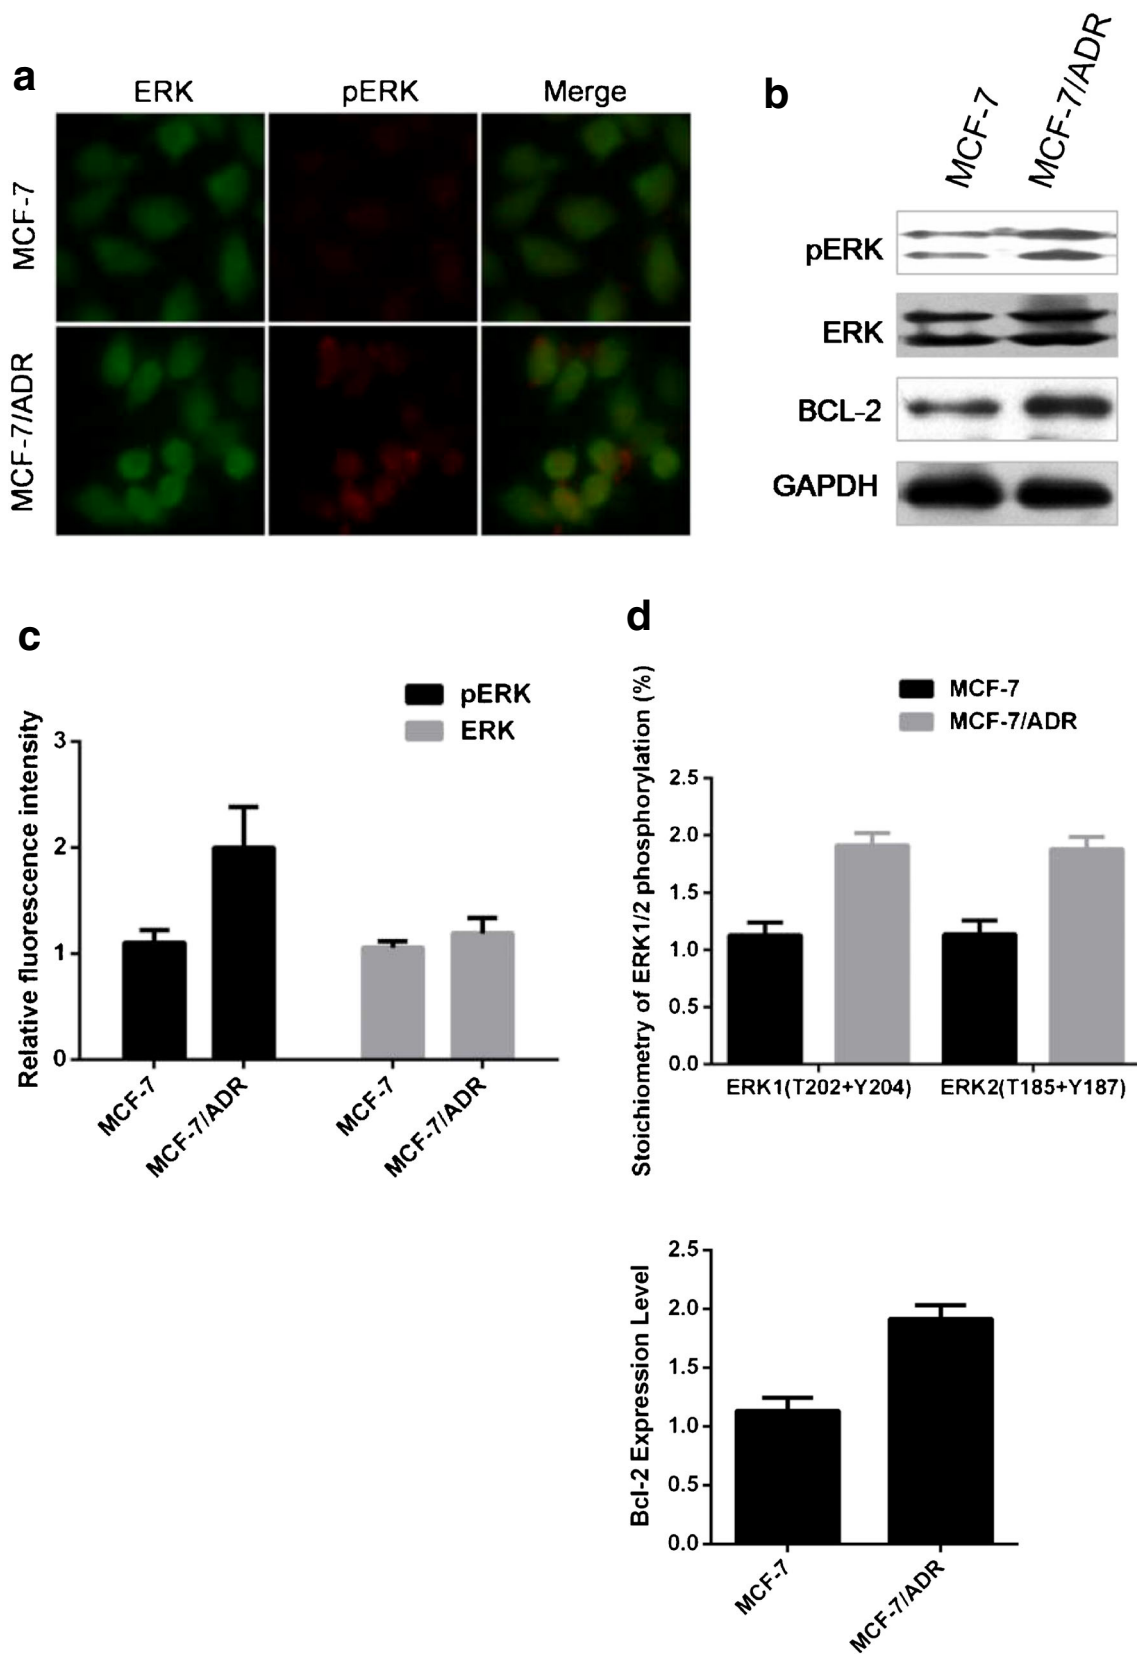 a
ERK pERK Merge
MCF-7
MCF-7/ADR
b
MCF-7 MCF-7/ADR
pERK
ERK
BCL-2
GAPDH
c
pERK
ERK
Relative fluorescence intensity
3
2
1
0
MCF-7 MCF-7/ADR MCF-7 MCF-7/ADR
d
MCF-7
MCF-7/ADR
Stoichiometry of ERK1/2 phosphorylation (%)
2.5
2.0
1.5
1.0
0.5
0.0
ERK1(T202+Y204) ERK2(T185+Y187)
Bcl-2 Expression Level
2.5
2.0
1.5
1.0
0.5
0.0
MCF-7 MCF-7/ADR